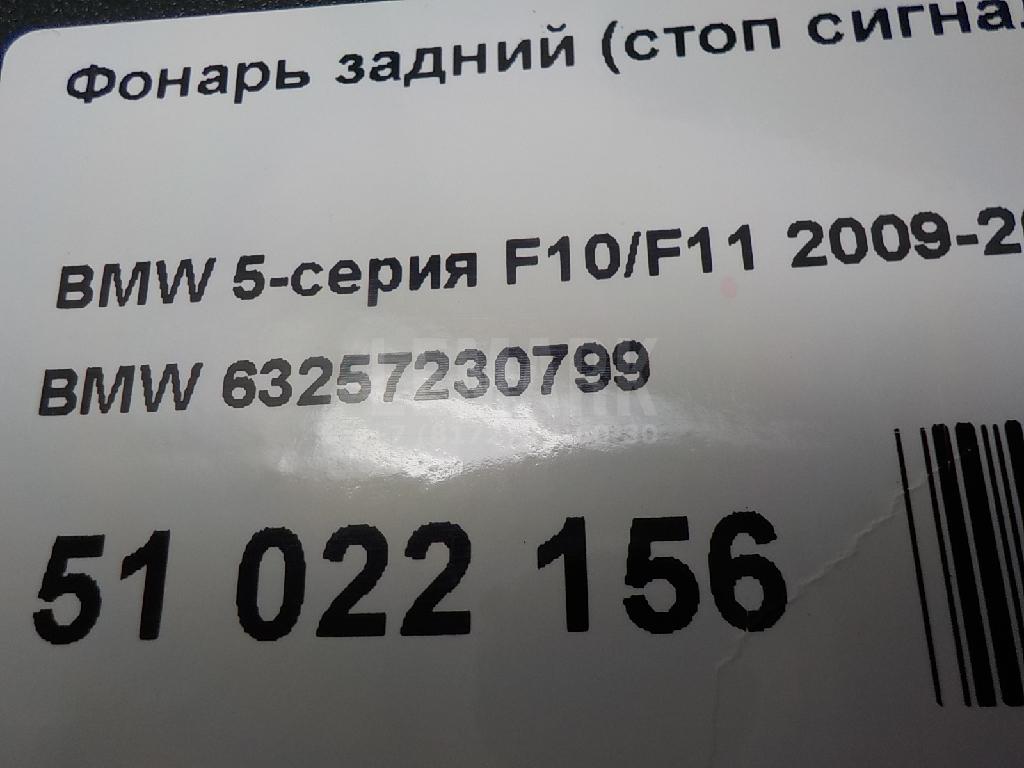 Фонарь задний (стоп сигна
BMW 5-серия F10/F11 2009-2
BMW 63257230799
51 022 156